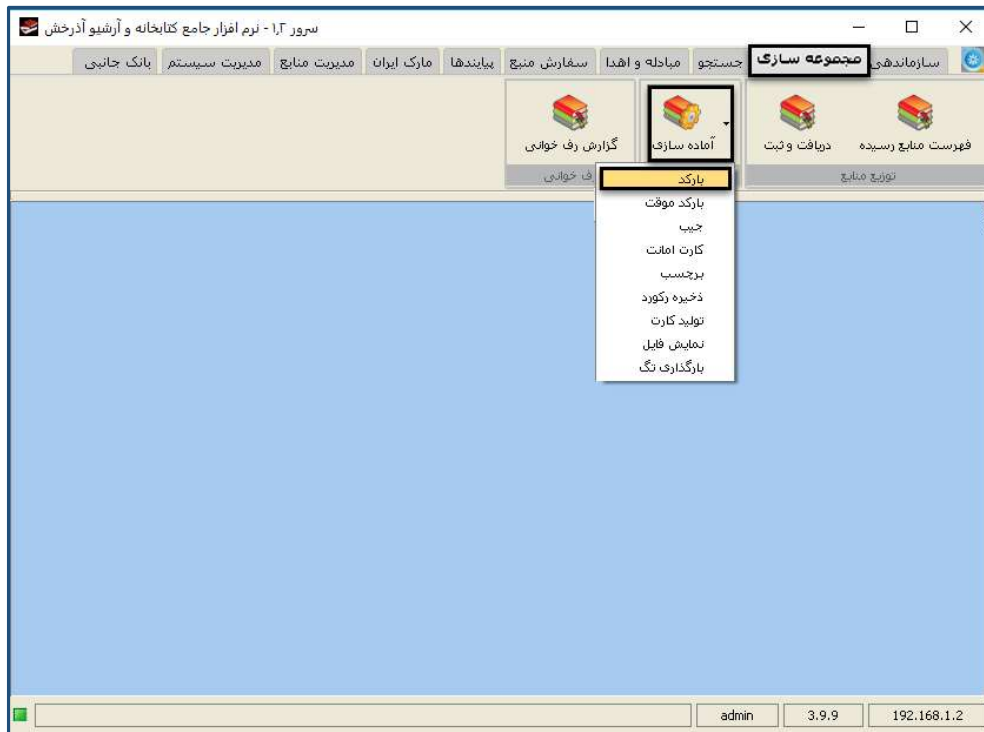 سرور ۱,۲ - نرم افزار جامع کتابخانه و آرشیو آذرخش
سازماندهی مجموعه سازی جستجو مبادله و اهدا سفارش منبع پیایندها مارک ایران مدیریت منابع مدیریت سیستم بانک جانبی
فهرست منابع رسیده دریافت و ثبت آماده سازی گزارش رف خوانی
توزیع منابع رف خوانی
بارکد
بارکد موقت
جیب
کارت امانت
برچسب
ذخیره رکورد
تولید کارت
نمایش فایل
بارگذاری تگ
admin 3.9.9 192.168.1.2